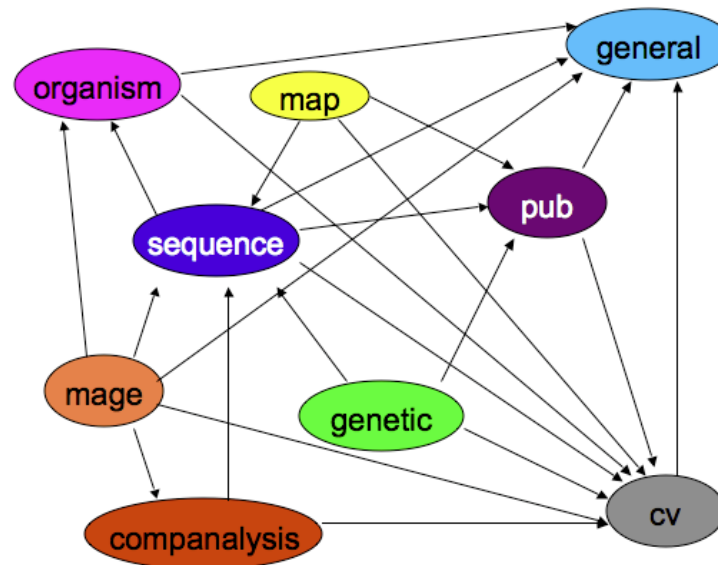 general
organism
map
pub
sequence
mage
genetic
cv
companalysis